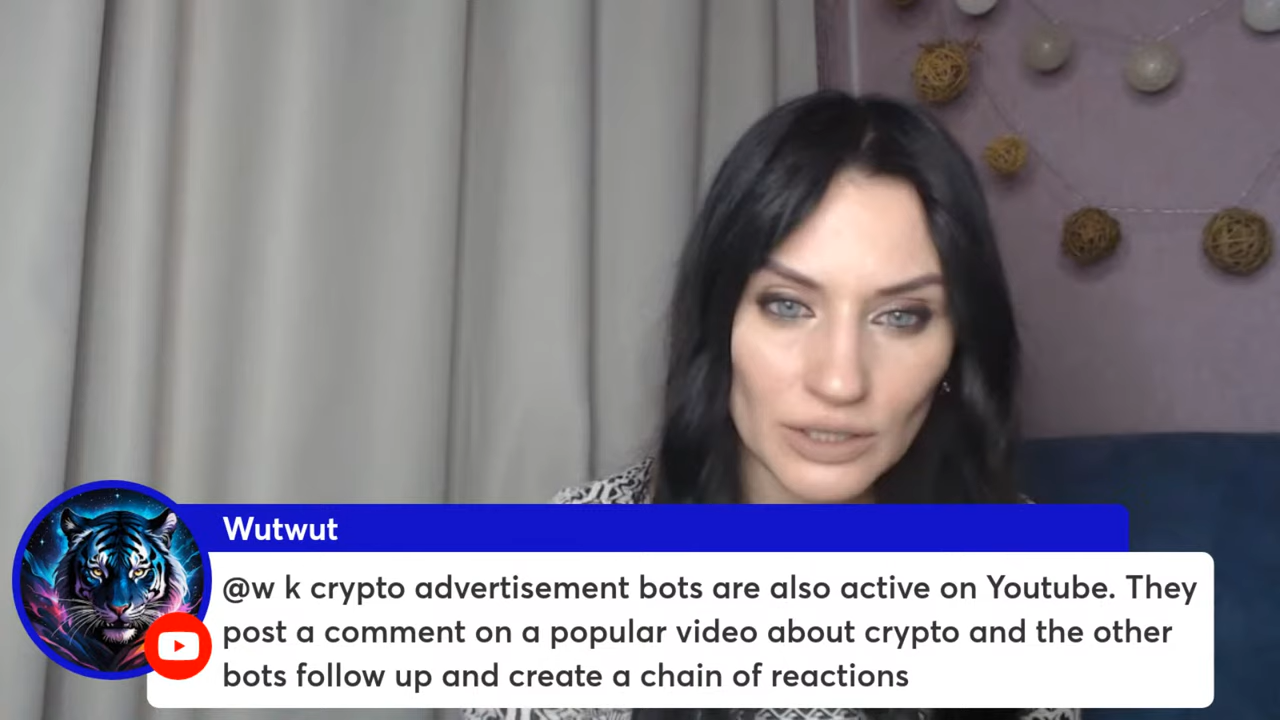 Wutwut
@w k crypto advertisement bots are also active on Youtube. They
post a comment on a popular video about crypto and the other
bots follow up and create a chain of reactions